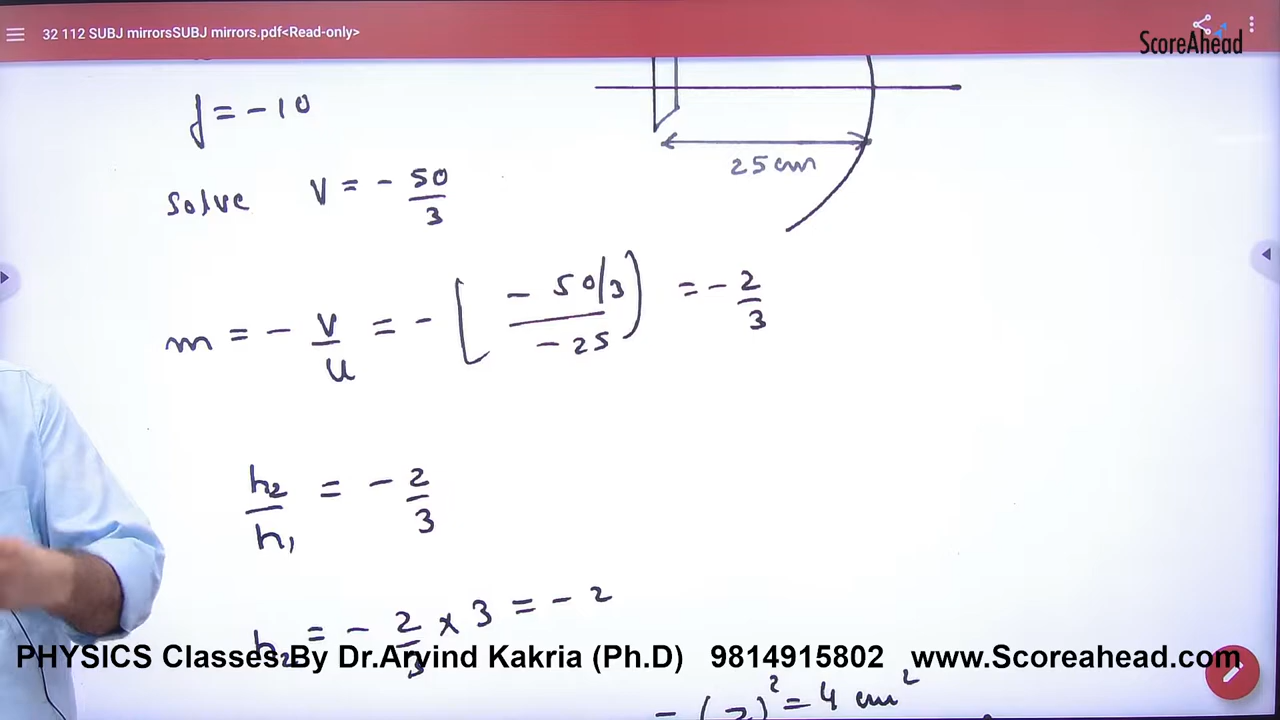 32 112 SUBJ mirrorsSUBJ mirrors.pdf<Read-only>
ScoreAhead
f = -10
25 cm
Solve V = - 50/3
m = - V/u = - [ - 50/3 / - 25 ) = - 2/3
h2/h1 = - 2/3
h2 = - 2/3 × 3 = - 2
PHYSICS Classes By Dr.Arvind Kakria (Ph.D) 9814915802 www.Scoreahead.com
= (2)² = 4 cm²